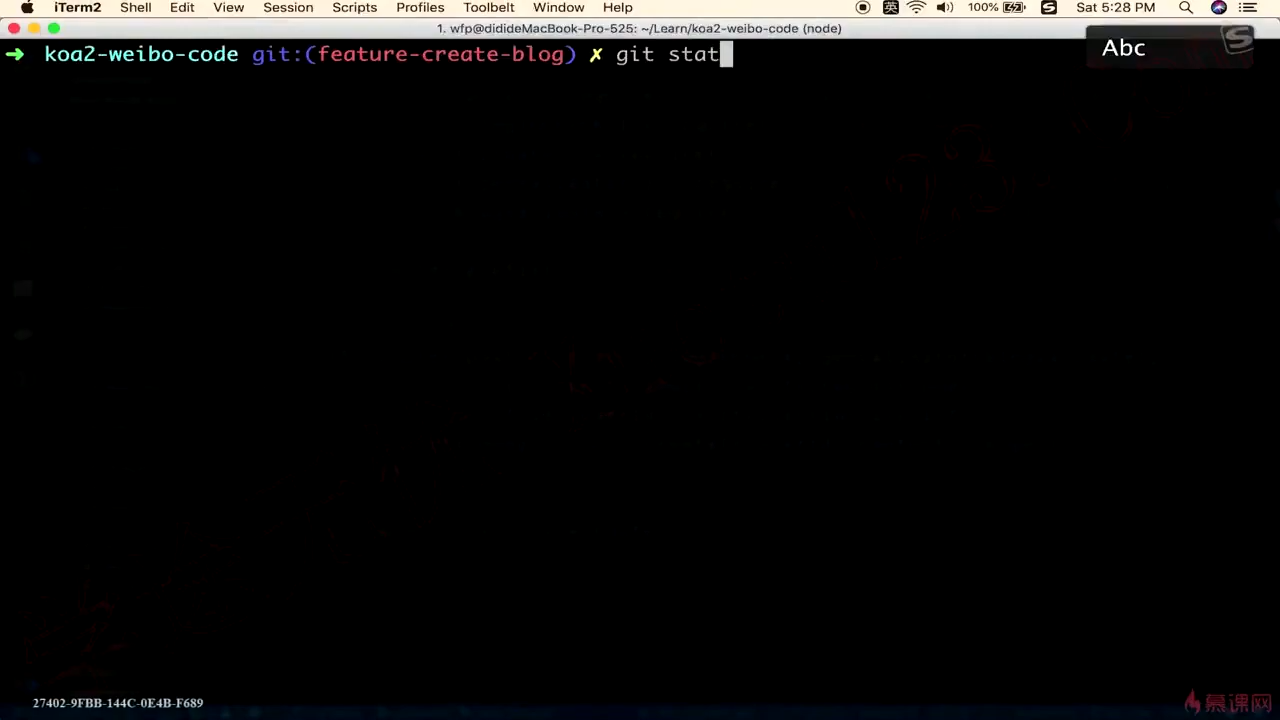 iTerm2 Shell Edit View Session Scripts Profiles Toolbelt Window Help 英 100% Sat 5:28 PM
1. wfp@didideMacBook-Pro-525: ~/Learn/koa2-weibo-code (node)
Abc
➜ koa2-weibo-code git:(feature-create-blog) ✗ git stat
27402-9FBB-144C-0E4B-F689
慕课网